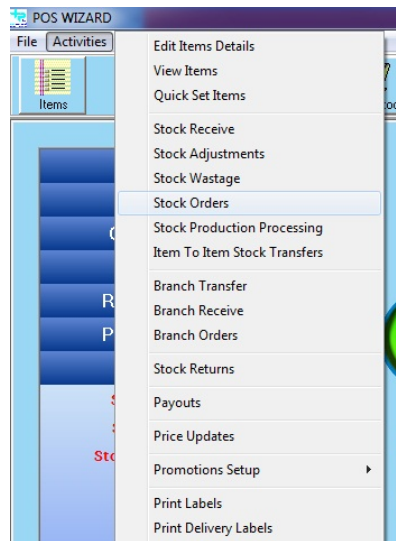 POS WIZARD
File Activities
Items
Edit Items Details
View Items
Quick Set Items
Stock Receive
Stock Adjustments
Stock Wastage
Stock Orders
Stock Production Processing
Item To Item Stock Transfers
Branch Transfer
Branch Receive
Branch Orders
Stock Returns
Payouts
Price Updates
Promotions Setup
Print Labels
Print Delivery Labels